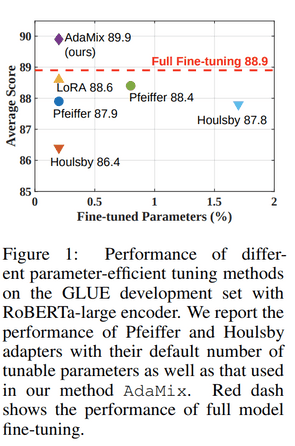 90
AdaMix 89.9
(ours)
89
Full Fine-tuning 88.9
LoRA 88.6
Pfeiffer 88.4
88
Pfeiffer 87.9
Houlsby 87.8
87
Houlsby 86.4
86
85
0 0.5 1 1.5 2
Average Score
Fine-tuned Parameters (%)
Figure 1: Performance of differ-
ent parameter-efficient tuning methods
on the GLUE development set with
RoBERTa-large encoder. We report the
performance of Pfeiffer and Houlsby
adapters with their default number of
tunable parameters as well as that used
in our method AdaMix. Red dash
shows the performance of full model
fine-tuning.